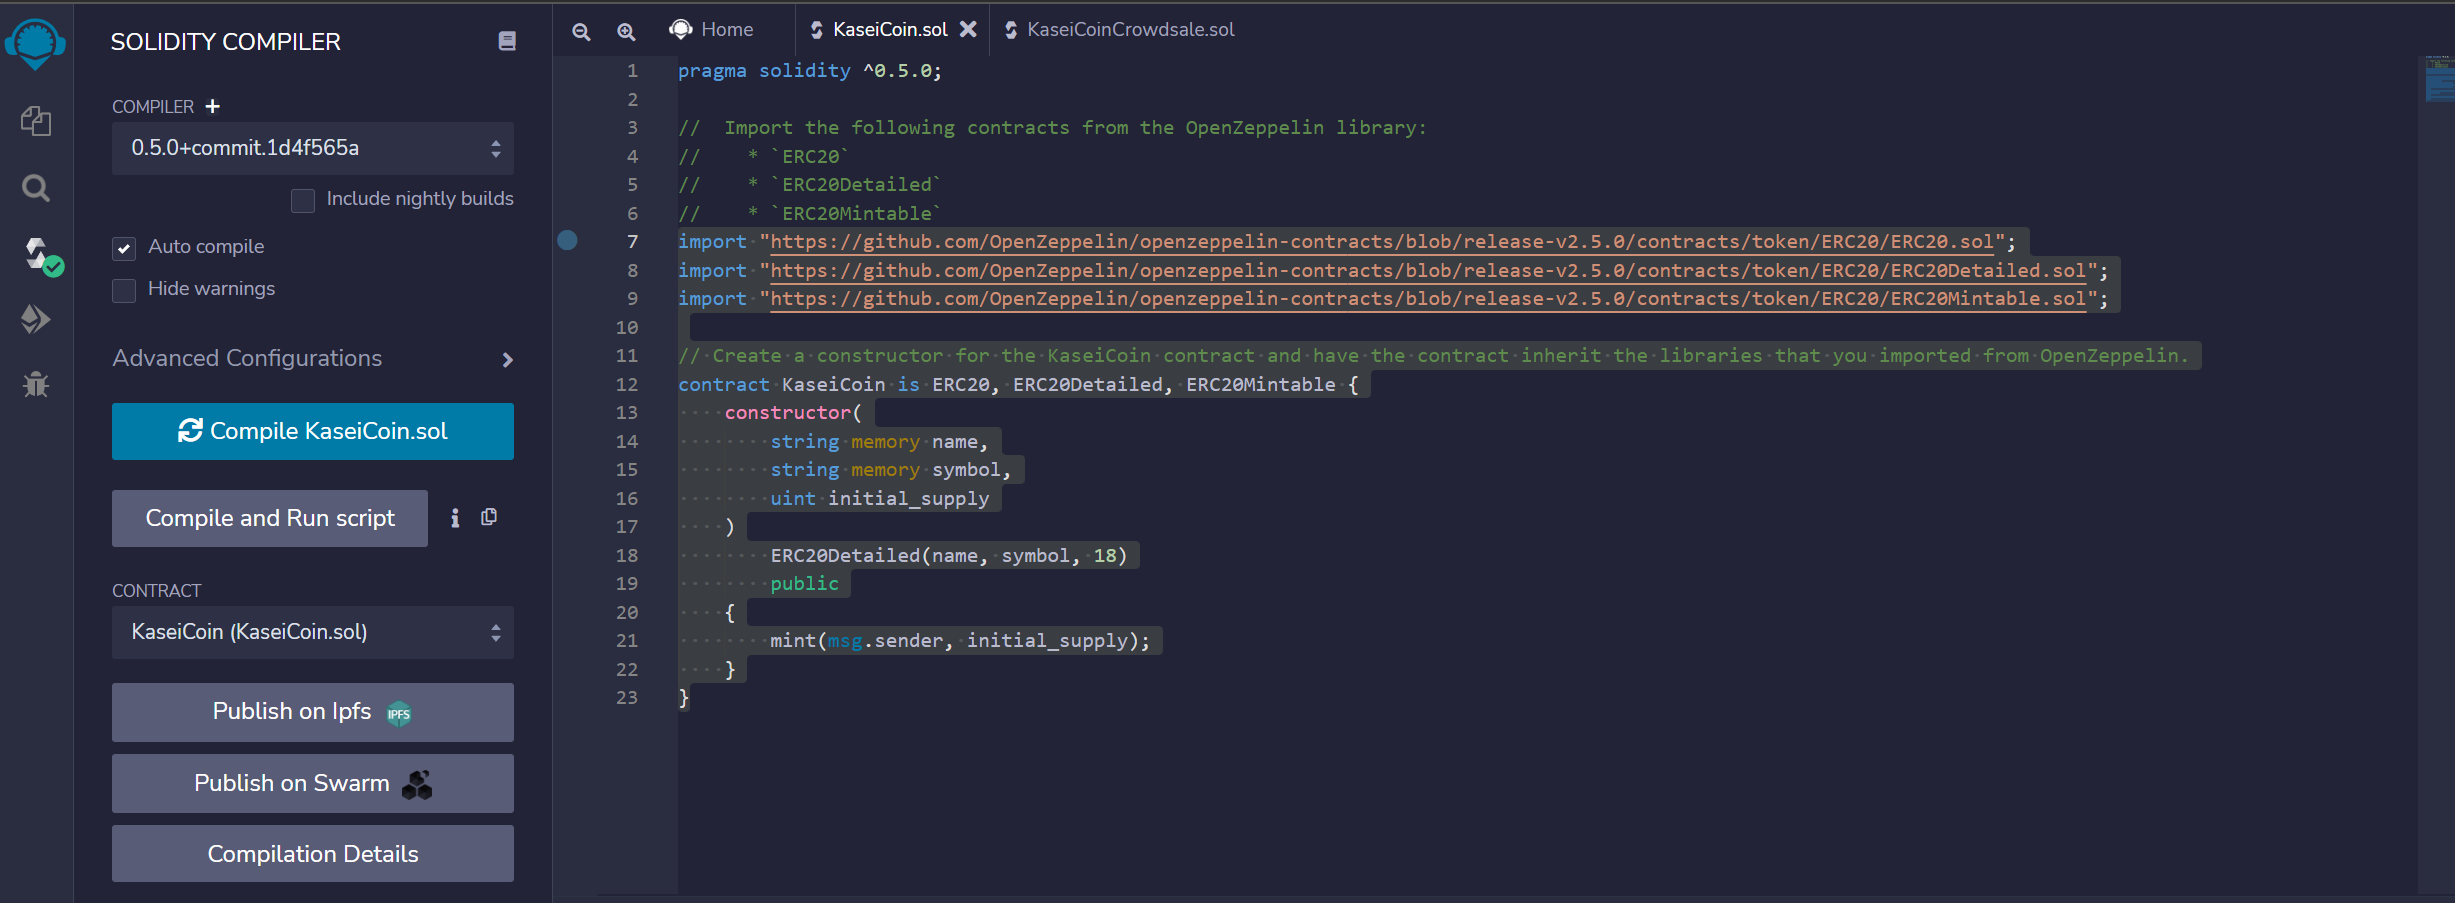 SOLIDITY COMPILER
COMPILER +
0.5.0+commit.1d4f565a
Include nightly builds
Auto compile
Hide warnings
Advanced Configurations
Compile KaseiCoin.sol
Compile and Run script
CONTRACT
KaseiCoin (KaseiCoin.sol)
Publish on Ipfs IPFS
Publish on Swarm
Compilation Details
Home
KaseiCoin.sol
KaseiCoinCrowdsale.sol
1 pragma solidity ^0.5.0;
2
3 //  Import the following contracts from the OpenZeppelin library:
4 //    * `ERC20`
5 //    * `ERC20Detailed`
6 //    * `ERC20Mintable`
7 import "https://github.com/OpenZeppelin/openzeppelin-contracts/blob/release-v2.5.0/contracts/token/ERC20/ERC20.sol";
8 import "https://github.com/OpenZeppelin/openzeppelin-contracts/blob/release-v2.5.0/contracts/token/ERC20/ERC20Detailed.sol";
9 import "https://github.com/OpenZeppelin/openzeppelin-contracts/blob/release-v2.5.0/contracts/token/ERC20/ERC20Mintable.sol";
10
11 // Create a constructor for the KaseiCoin contract and have the contract inherit the libraries that you imported from OpenZeppelin.
12 contract KaseiCoin is ERC20, ERC20Detailed, ERC20Mintable {
13     constructor(
14         string memory name,
15         string memory symbol,
16         uint initial_supply
17     )
18         ERC20Detailed(name, symbol, 18)
19         public
20     {
21         mint(msg.sender, initial_supply);
22     }
23 }